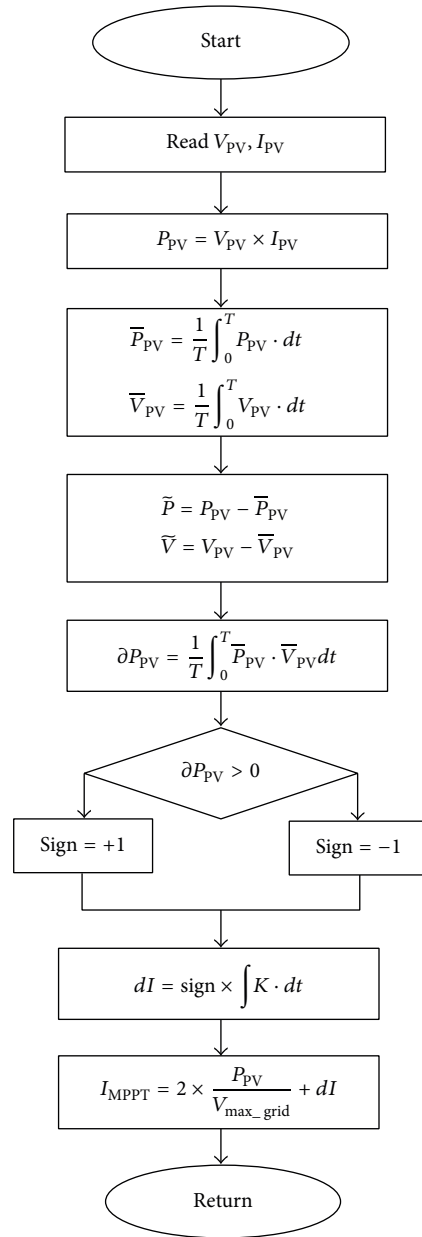 Start
Read V_PV, I_PV
P_PV = V_PV × I_PV
P̅_PV = 1/T ∫_0^T P_PV · dt
V̅_PV = 1/T ∫_0^T V_PV · dt
P̃ = P_PV − P̅_PV
Ṽ = V_PV − V̅_PV
∂P_PV = 1/T ∫_0^T P̅_PV · V̅_PV dt
∂P_PV > 0
Sign = +1
Sign = −1
dI = sign × ∫ K · dt
I_MPPT = 2 × P_PV / V_max_grid + dI
Return